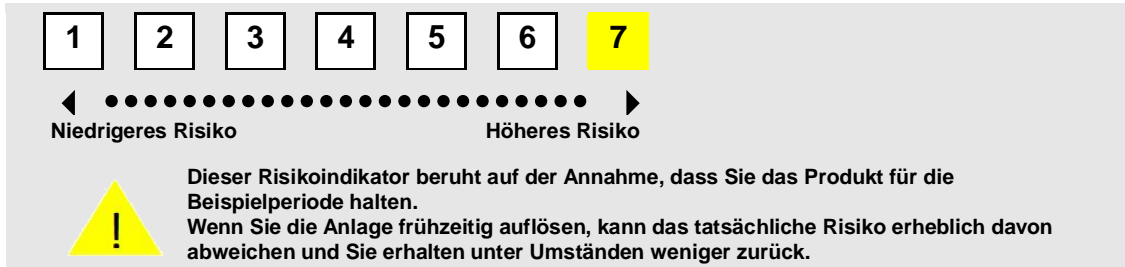 1 2 3 4 5 6 7
Niedrigeres Risiko Höheres Risiko
Dieser Risikoindikator beruht auf der Annahme, dass Sie das Produkt für die
Beispielperiode halten.
Wenn Sie die Anlage frühzeitig auflösen, kann das tatsächliche Risiko erheblich davon
abweichen und Sie erhalten unter Umständen weniger zurück.
!